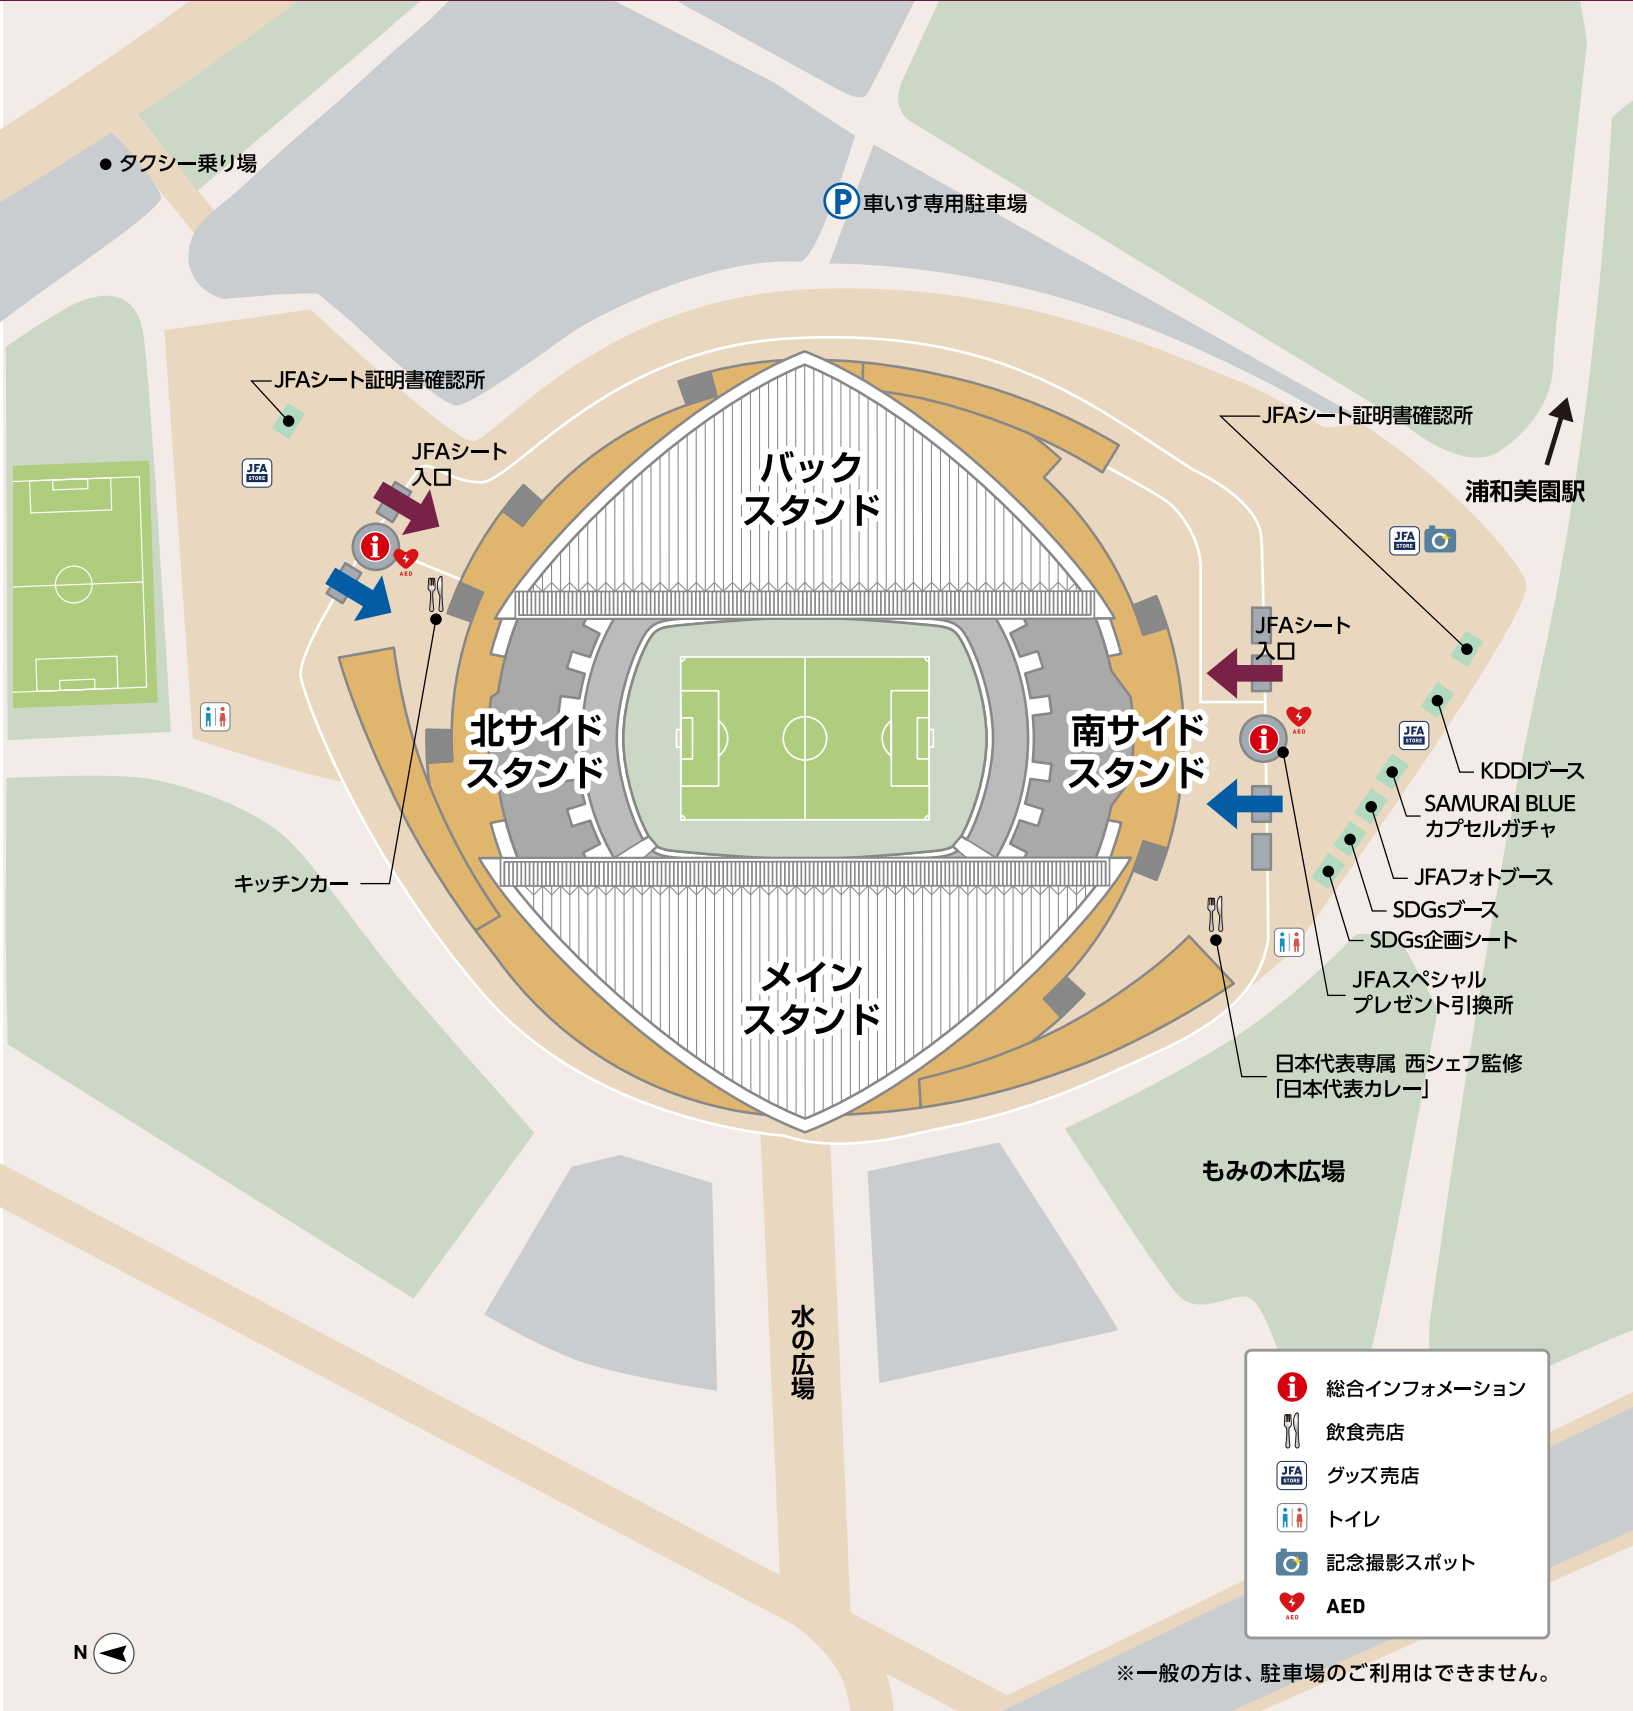 タクシー乗り場
P 車いす専用駐車場
JFAシート証明書確認所
JFA
STORE
JFAシート
入口
i
AED
JFAシート証明書確認所
浦和美園駅
JFA
STORE
バック
スタンド
JFAシート
入口
i
AED
JFA
STORE
北サイド
スタンド
南サイド
スタンド
KDDIブース
SAMURAI BLUE
カプセルガチャ
JFAフォトブース
SDGsブース
SDGs企画シート
JFAスペシャル
プレゼント引換所
キッチンカー
メイン
スタンド
日本代表専属 西シェフ監修
「日本代表カレー」
もみの木広場
水の広場
i 総合インフォメーション
飲食売店
JFA
STORE
グッズ売店
トイレ
記念撮影スポット
AED
AED
N
※一般の方は、駐車場のご利用はできません。